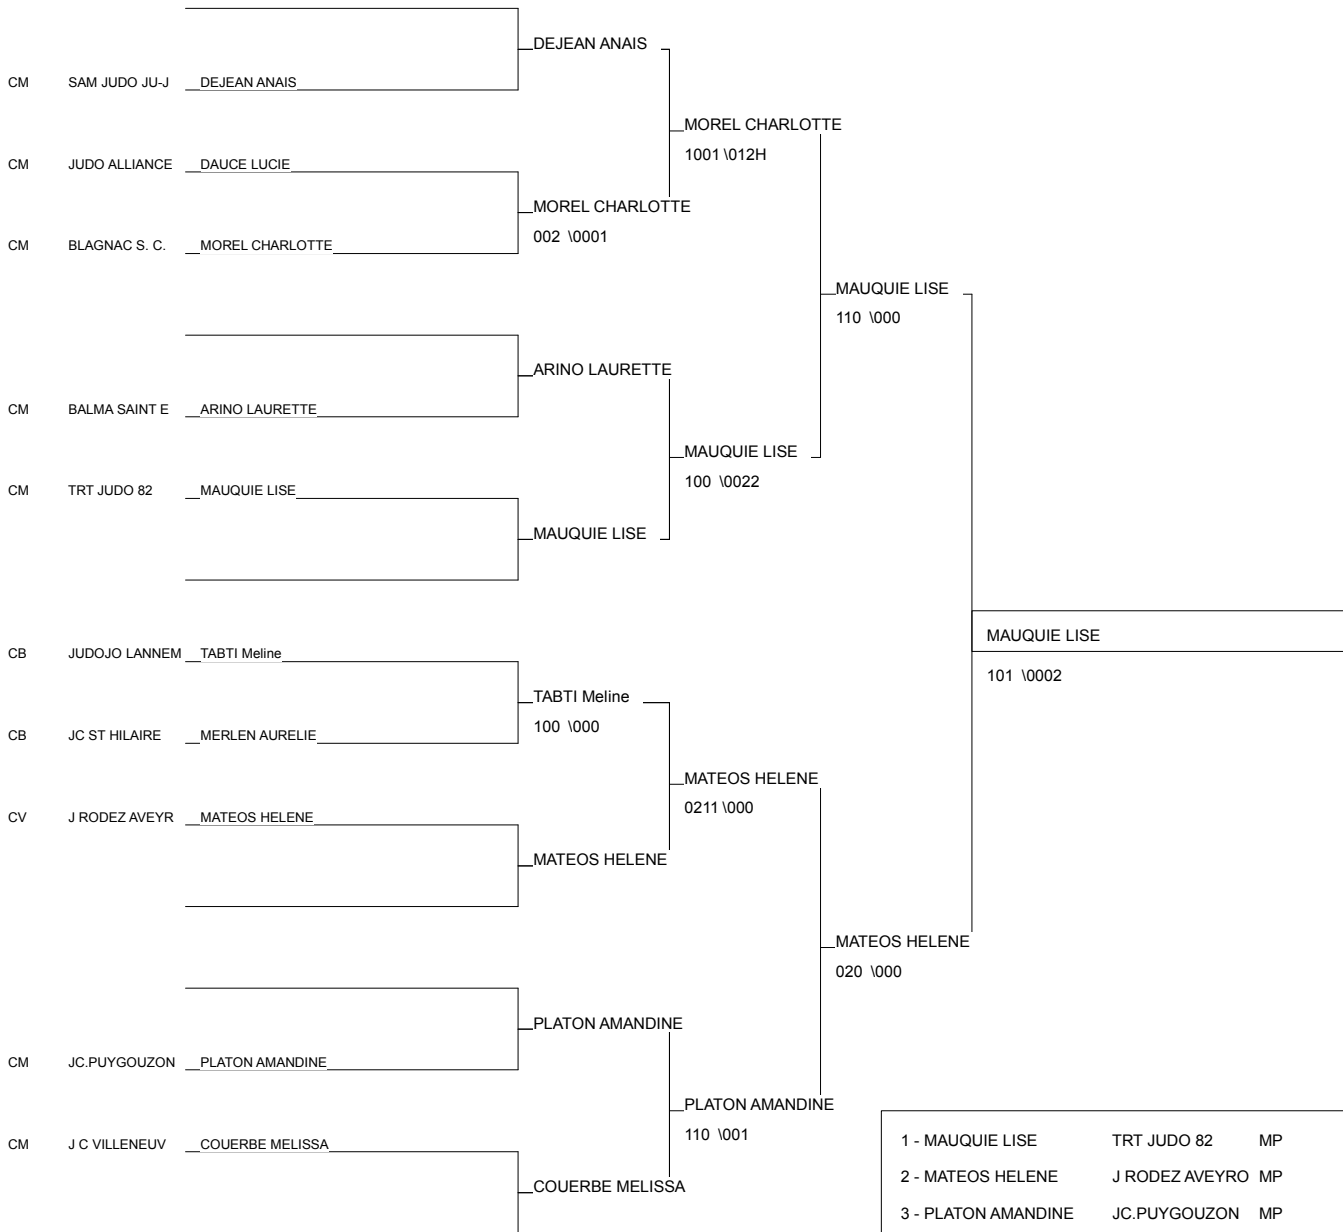 DEJEAN ANAIS
CM SAM JUDO JU-J DEJEAN ANAIS
MOREL CHARLOTTE
1001 \012H
CM JUDO ALLIANCE DAUCE LUCIE
MOREL CHARLOTTE
002 \0001
CM BLAGNAC S. C. MOREL CHARLOTTE
MAUQUIE LISE
110 \000
ARINO LAURETTE
CM BALMA SAINT E ARINO LAURETTE
MAUQUIE LISE
100 \0022
CM TRT JUDO 82 MAUQUIE LISE
MAUQUIE LISE
MAUQUIE LISE
101 \0002
CB JUDOJO LANNEM TABTI Meline
TABTI Meline
100 \000
CB JC ST HILAIRE MERLEN AURELIE
MATEOS HELENE
0211 \000
CV J RODEZ AVEYR MATEOS HELENE
MATEOS HELENE
MATEOS HELENE
020 \000
PLATON AMANDINE
CM JC.PUYGOUZON PLATON AMANDINE
PLATON AMANDINE
110 \001
CM J C VILLENEUV COUERBE MELISSA
COUERBE MELISSA
1 - MAUQUIE LISE TRT JUDO 82 MP
2 - MATEOS HELENE J RODEZ AVEYRO MP
3 - PLATON AMANDINE JC.PUYGOUZON MP